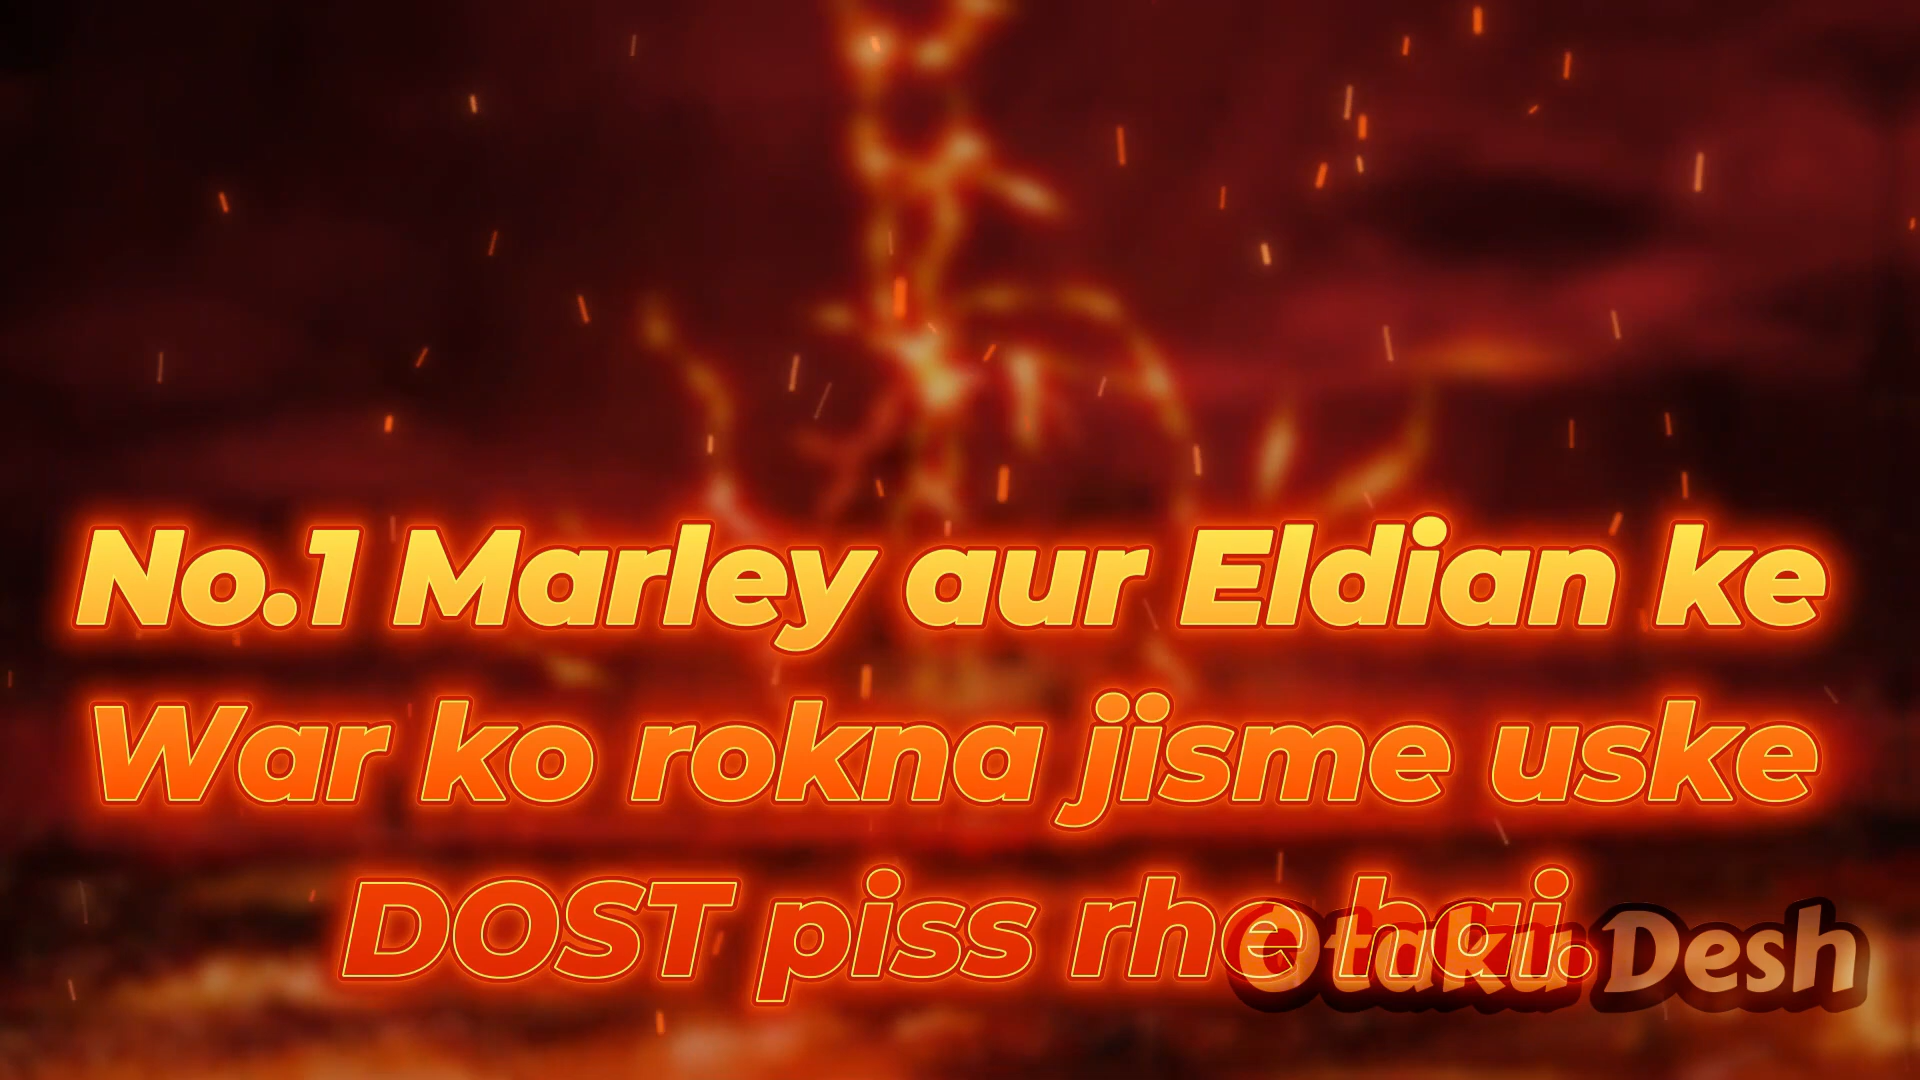 No.1 Marley aur Eldian ke
War ko rokna jisme uske
DOST piss rhe hai.
Otaku Desh